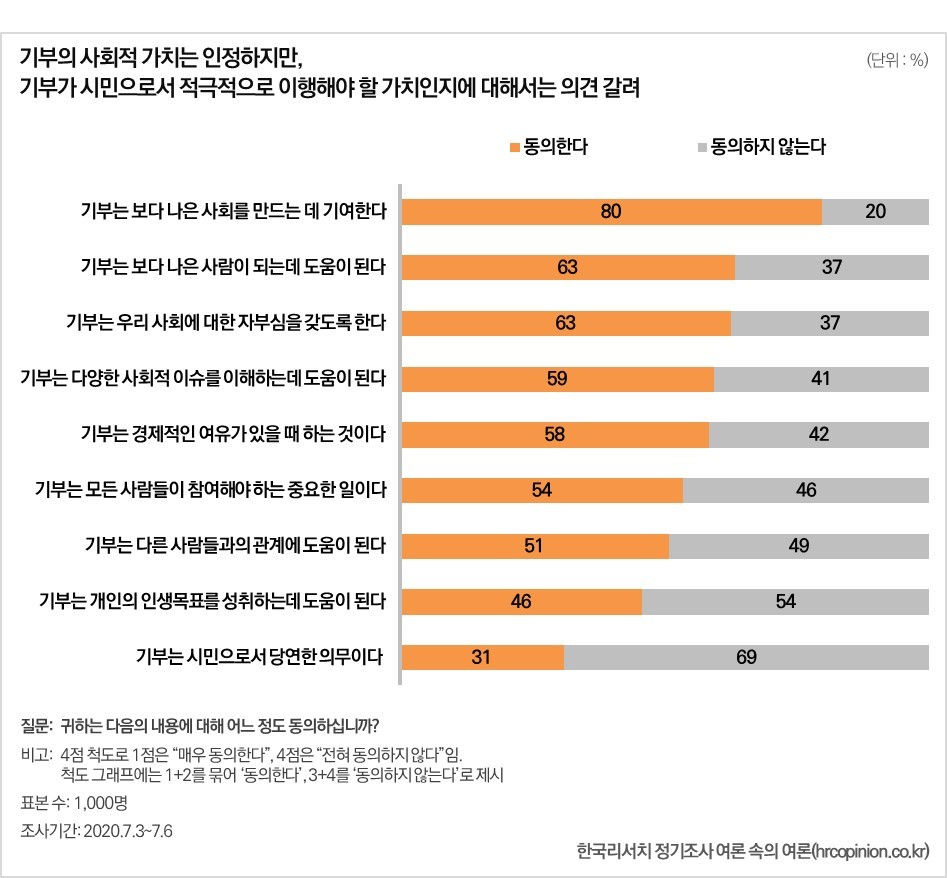 기부의 사회적 가치는 인정하지만,
기부가 시민으로서 적극적으로 이행해야 할 가치인지에 대해서는 의견 갈려
(단위 : %)
동의한다 동의하지 않는다
기부는 보다 나은 사회를 만드는 데 기여한다 80 20
기부는 보다 나은 사람이 되는데 도움이 된다 63 37
기부는 우리 사회에 대한 자부심을 갖도록 한다 63 37
기부는 다양한 사회적 이슈를 이해하는데 도움이 된다 59 41
기부는 경제적인 여유가 있을 때 하는 것이다 58 42
기부는 모든 사람들이 참여해야 하는 중요한 일이다 54 46
기부는 다른 사람들과의 관계에 도움이 된다 51 49
기부는 개인의 인생목표를 성취하는데 도움이 된다 46 54
기부는 시민으로서 당연한 의무이다 31 69
질문: 귀하는 다음의 내용에 대해 어느 정도 동의하십니까?
비고: 4점 척도로 1점은 “매우 동의한다”, 4점은 “전혀 동의하지 않다”임.
척도 그래프에는 1+2를 묶어 ‘동의한다’, 3+4를 ‘동의하지 않는다’로 제시
표본 수: 1,000명
조사기간: 2020.7.3~7.6
한국리서치 정기조사 여론 속의 여론(hrcopinion.co.kr)